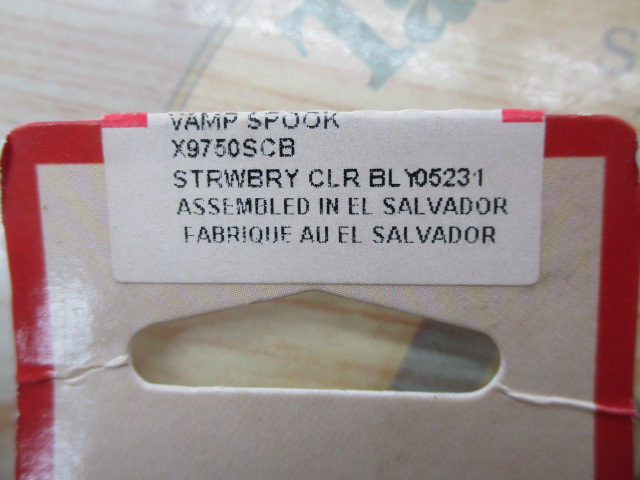 VAMP SPOOK
X9750SCB
STRWBRY CLR BLY05231
ASSEMBLED IN EL SALVADOR
FABRIQUE AU EL SALVADOR